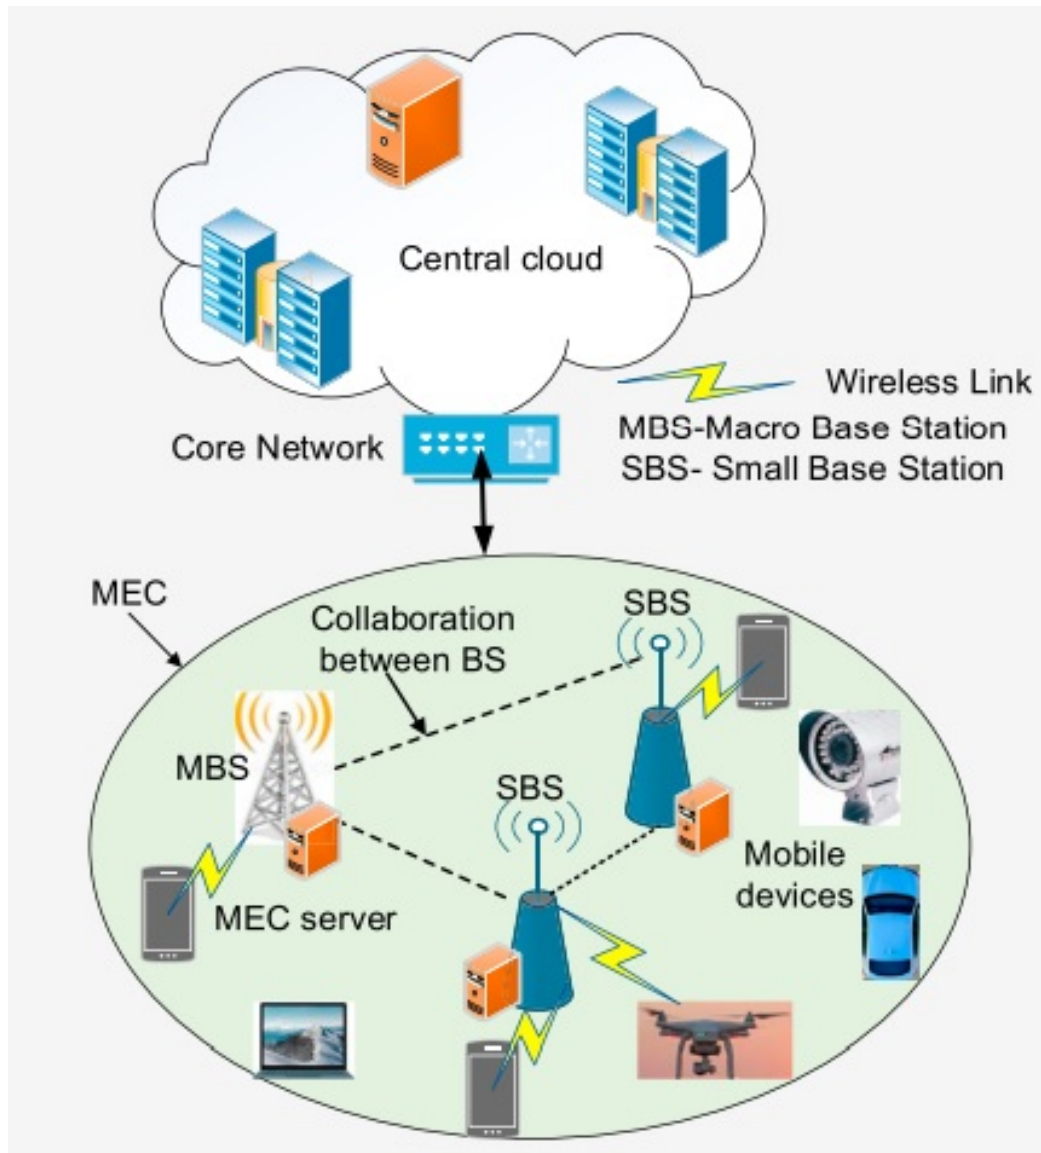 Central cloud
Wireless Link
MBS-Macro Base Station
SBS- Small Base Station
Core Network
MEC
Collaboration
between BS
SBS
MBS
SBS
Mobile
devices
MEC server